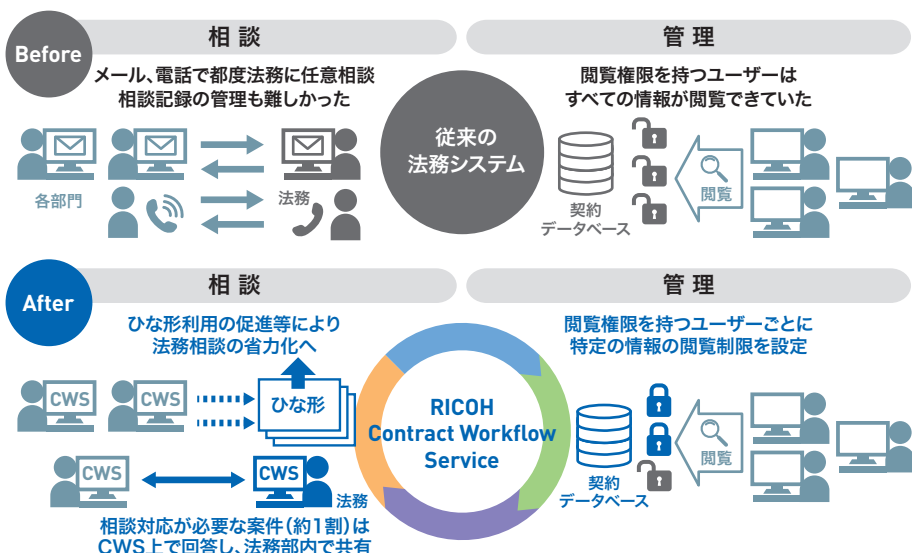 Before
相談
管理
メール、電話で都度法務に任意相談
相談記録の管理も難しかった
閲覧権限を持つユーザーは
すべての情報が閲覧できていた
従来の
法務システム
各部門
法務
契約
データベース
閲覧
After
相談
管理
ひな形利用の促進等により
法務相談の省力化へ
閲覧権限を持つユーザーごとに
特定の情報の閲覧制限を設定
CWS
CWS
ひな形
RICOH
Contract Workflow
Service
CWS
CWS
法務
契約
データベース
閲覧
相談対応が必要な案件(約1割)は
CWS上で回答し、法務部内で共有